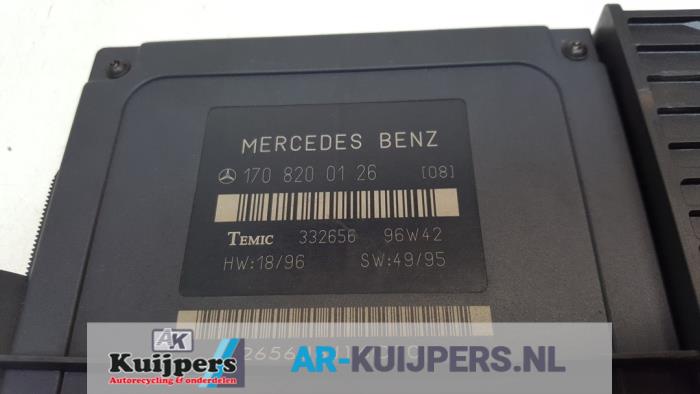 MERCEDES BENZ
170 820 01 26 [08]
TEMIC 332656 96W42
HW:18/96 SW:49/95
AK
Kuijpers
Autorecycling & onderdelen
AR-KUIJPERS.NL